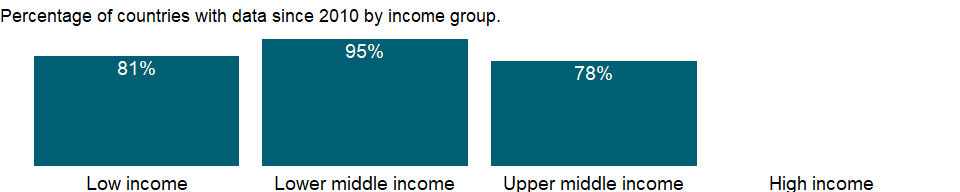 Percentage of countries with data since 2010 by income group.
81%
95%
78%
Low income
Lower middle income
Upper middle income
High income